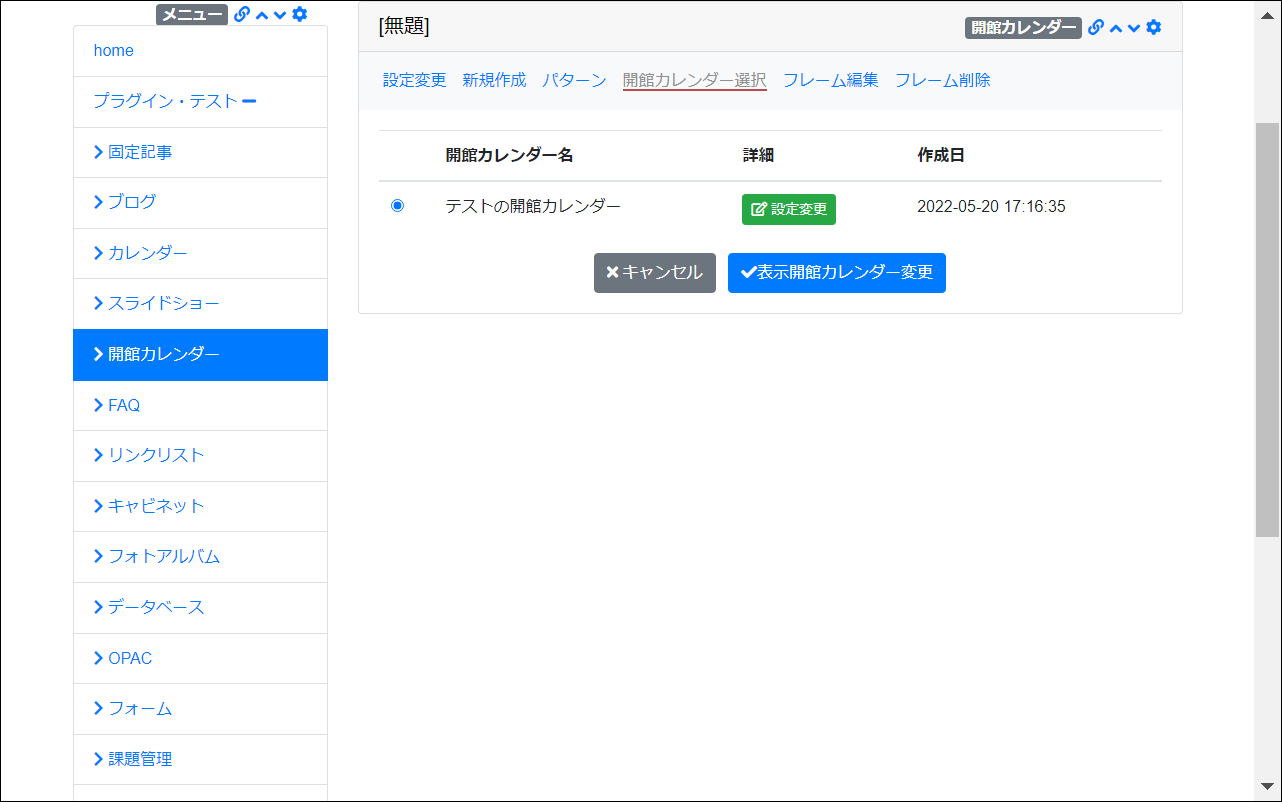 メニュー
home
プラグイン・テスト
固定記事
ブログ
カレンダー
スライドショー
開館カレンダー
FAQ
リンクリスト
キャビネット
フォトアルバム
データベース
OPAC
フォーム
課題管理
[無題]
開館カレンダー
設定変更 新規作成 パターン 開館カレンダー選択 フレーム編集 フレーム削除
開館カレンダー名 詳細 作成日
テストの開館カレンダー 設定変更 2022-05-20 17:16:35
キャンセル 表示開館カレンダー変更